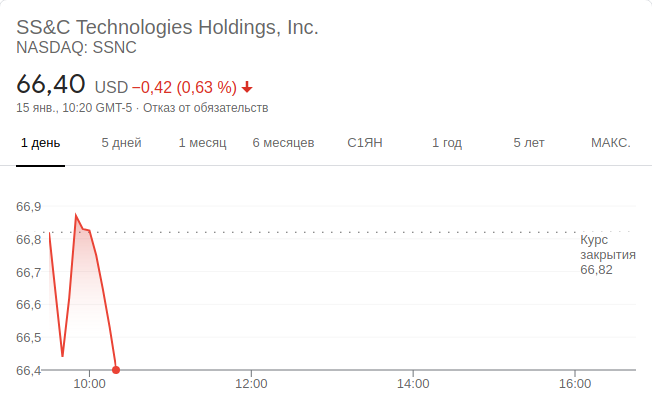 SS&C Technologies Holdings, Inc.
NASDAQ: SSNC
66,40 USD −0,42 (0,63 %)
15 янв., 10:20 GMT-5 · Отказ от обязательств
1 день 5 дней 1 месяц 6 месяцев С1ЯН 1 год 5 лет МАКС.
66,9
66,8
66,7
66,6
66,5
66,4
Курс
закрытия
66,82
10:00 12:00 14:00 16:00